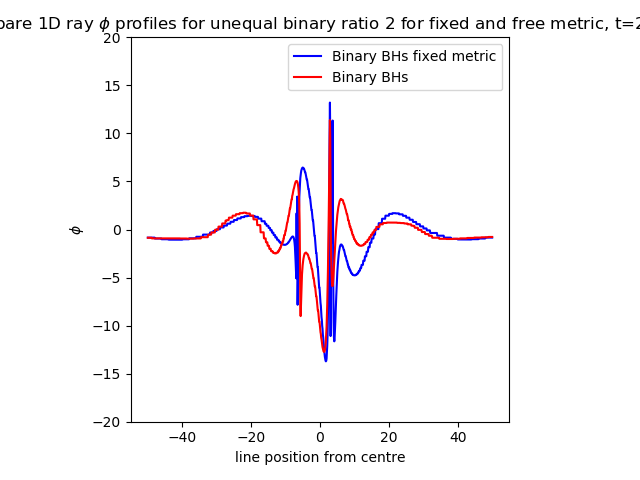 pare 1D ray ϕ profiles for unequal binary ratio 2 for fixed and free metric, t=2
20
15
10
5
0
−5
−10
−15
−20
ϕ
Binary BHs fixed metric
Binary BHs
−40 −20 0 20 40
line position from centre